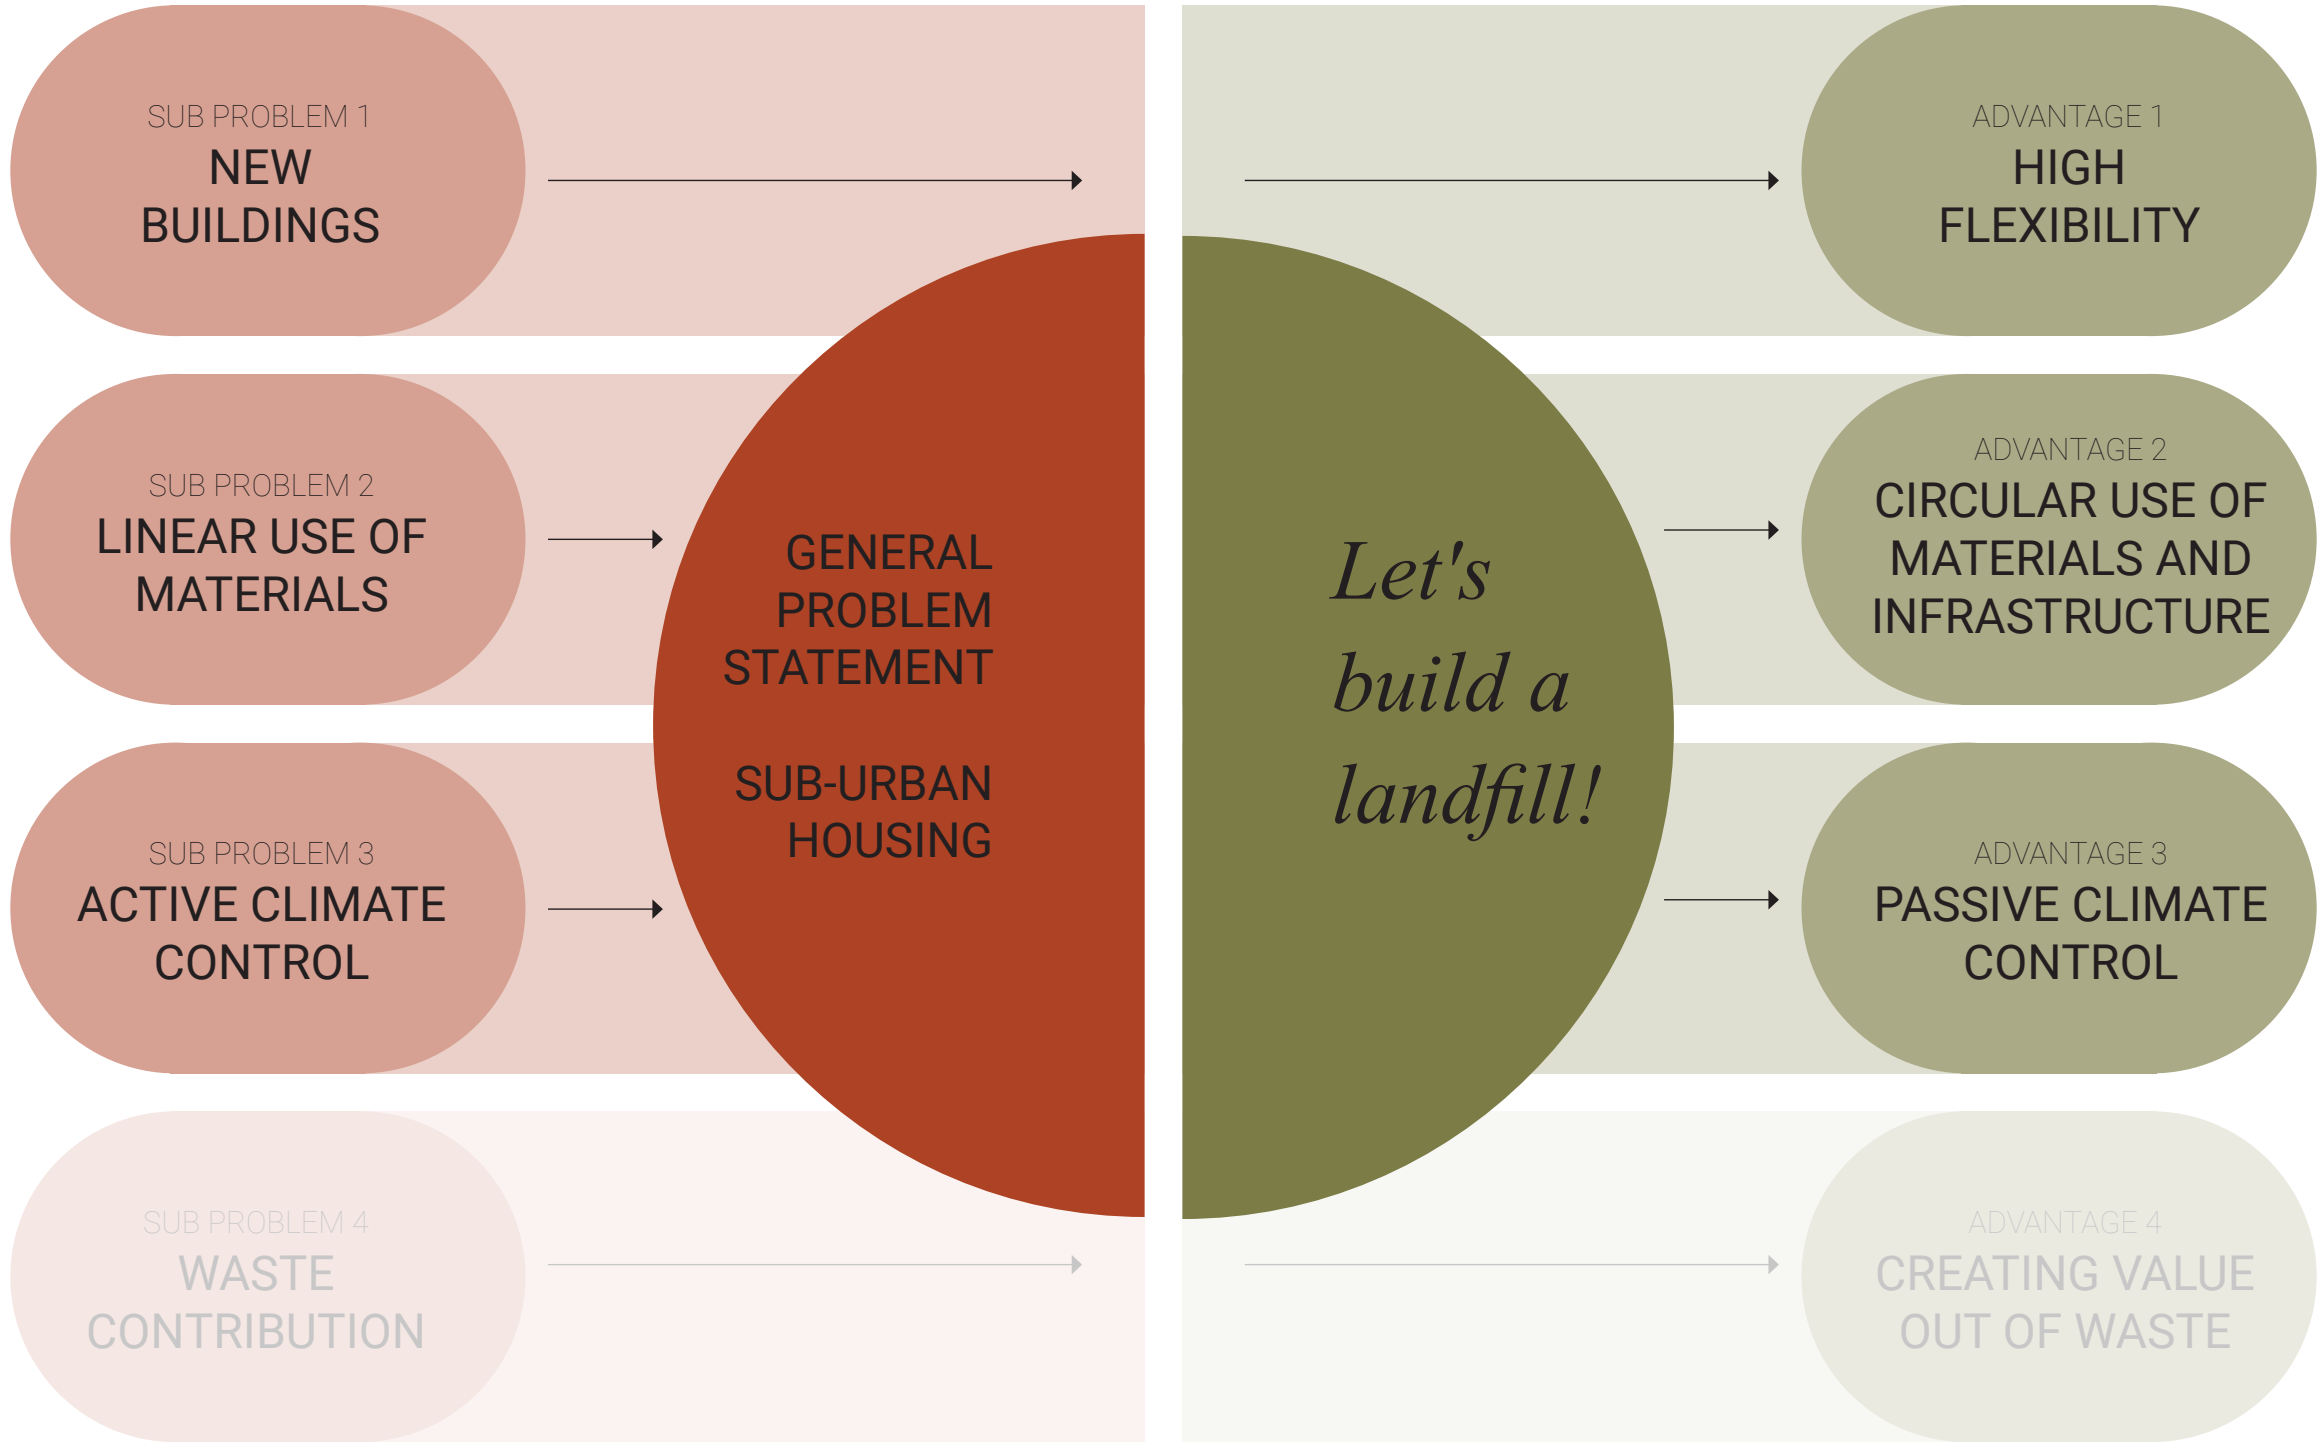 SUB PROBLEM 1
NEW
BUILDINGS
SUB PROBLEM 2
LINEAR USE OF
MATERIALS
SUB PROBLEM 3
ACTIVE CLIMATE
CONTROL
SUB PROBLEM 4
WASTE
CONTRIBUTION
GENERAL
PROBLEM
STATEMENT
SUB-URBAN
HOUSING
Let's
build a
landfill!
ADVANTAGE 1
HIGH
FLEXIBILITY
ADVANTAGE 2
CIRCULAR USE OF
MATERIALS AND
INFRASTRUCTURE
ADVANTAGE 3
PASSIVE CLIMATE
CONTROL
ADVANTAGE 4
CREATING VALUE
OUT OF WASTE